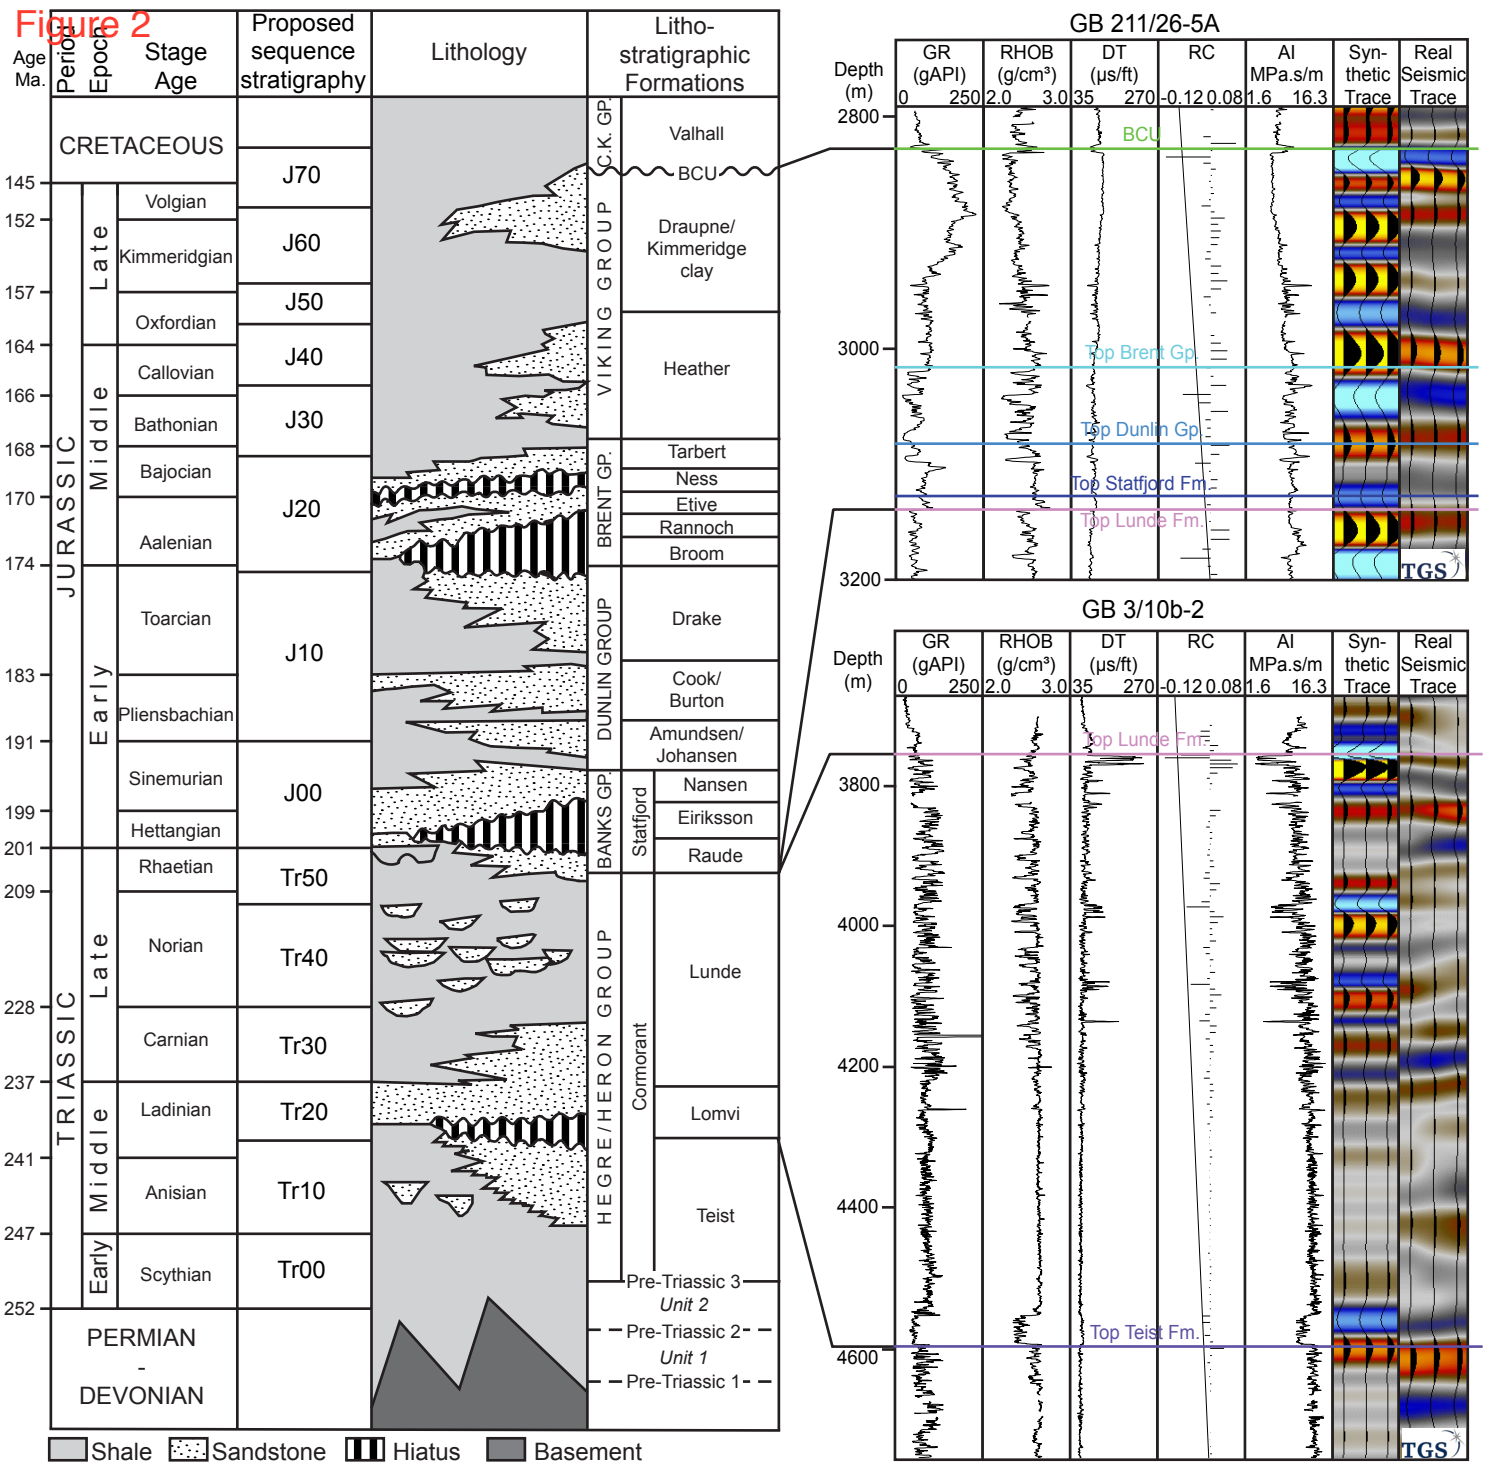 Figure 2
Age
Ma.
Period
Epoch
Stage
Age
Proposed
sequence
stratigraphy
Lithology
Litho-
stratigraphic
Formations
CRETACEOUS
145
152
157
164
166
168
170
174
183
191
199
201
209
228
237
241
247
252
JURASSIC
TRIASSIC
Late
Middle
Early
Late
Middle
Early
Volgian
Kimmeridgian
Oxfordian
Callovian
Bathonian
Bajocian
Aalenian
Toarcian
Pliensbachian
Sinemurian
Hettangian
Rhaetian
Norian
Carnian
Ladinian
Anisian
Scythian
PERMIAN
-
DEVONIAN
J70
J60
J50
J40
J30
J20
J10
J00
Tr50
Tr40
Tr30
Tr20
Tr10
Tr00
C.K. GP.
VIKING GROUP
BRENT GP.
DUNLIN GROUP
BANKS GP.
HEGRE/HERON GROUP
Statfjord
Cormorant
Valhall
BCU
Draupne/
Kimmeridge
clay
Heather
Tarbert
Ness
Etive
Rannoch
Broom
Drake
Cook/
Burton
Amundsen/
Johansen
Nansen
Eiriksson
Raude
Lunde
Lomvi
Teist
Pre-Triassic 3
Unit 2
Pre-Triassic 2
Unit 1
Pre-Triassic 1
Shale
Sandstone
Hiatus
Basement
GB 211/26-5A
Depth
(m)
GR
(gAPI)
0 250
RHOB
(g/cm³)
2.0 3.0
DT
(µs/ft)
35 270
RC
-0.12 0.08
AI
MPa.s/m
1.6 16.3
Syn-
thetic
Trace
Real
Seismic
Trace
2800
3000
3200
BCU
Top Brent Gp.
Top Dunlin Gp.
Top Statfjord Fm.
Top Lunde Fm.
TGS
GB 3/10b-2
Depth
(m)
GR
(gAPI)
0 250
RHOB
(g/cm³)
2.0 3.0
DT
(µs/ft)
35 270
RC
-0.12 0.08
AI
MPa.s/m
1.6 16.3
Syn-
thetic
Trace
Real
Seismic
Trace
3800
4000
4200
4400
4600
Top Lunde Fm.
Top Teist Fm.
TGS